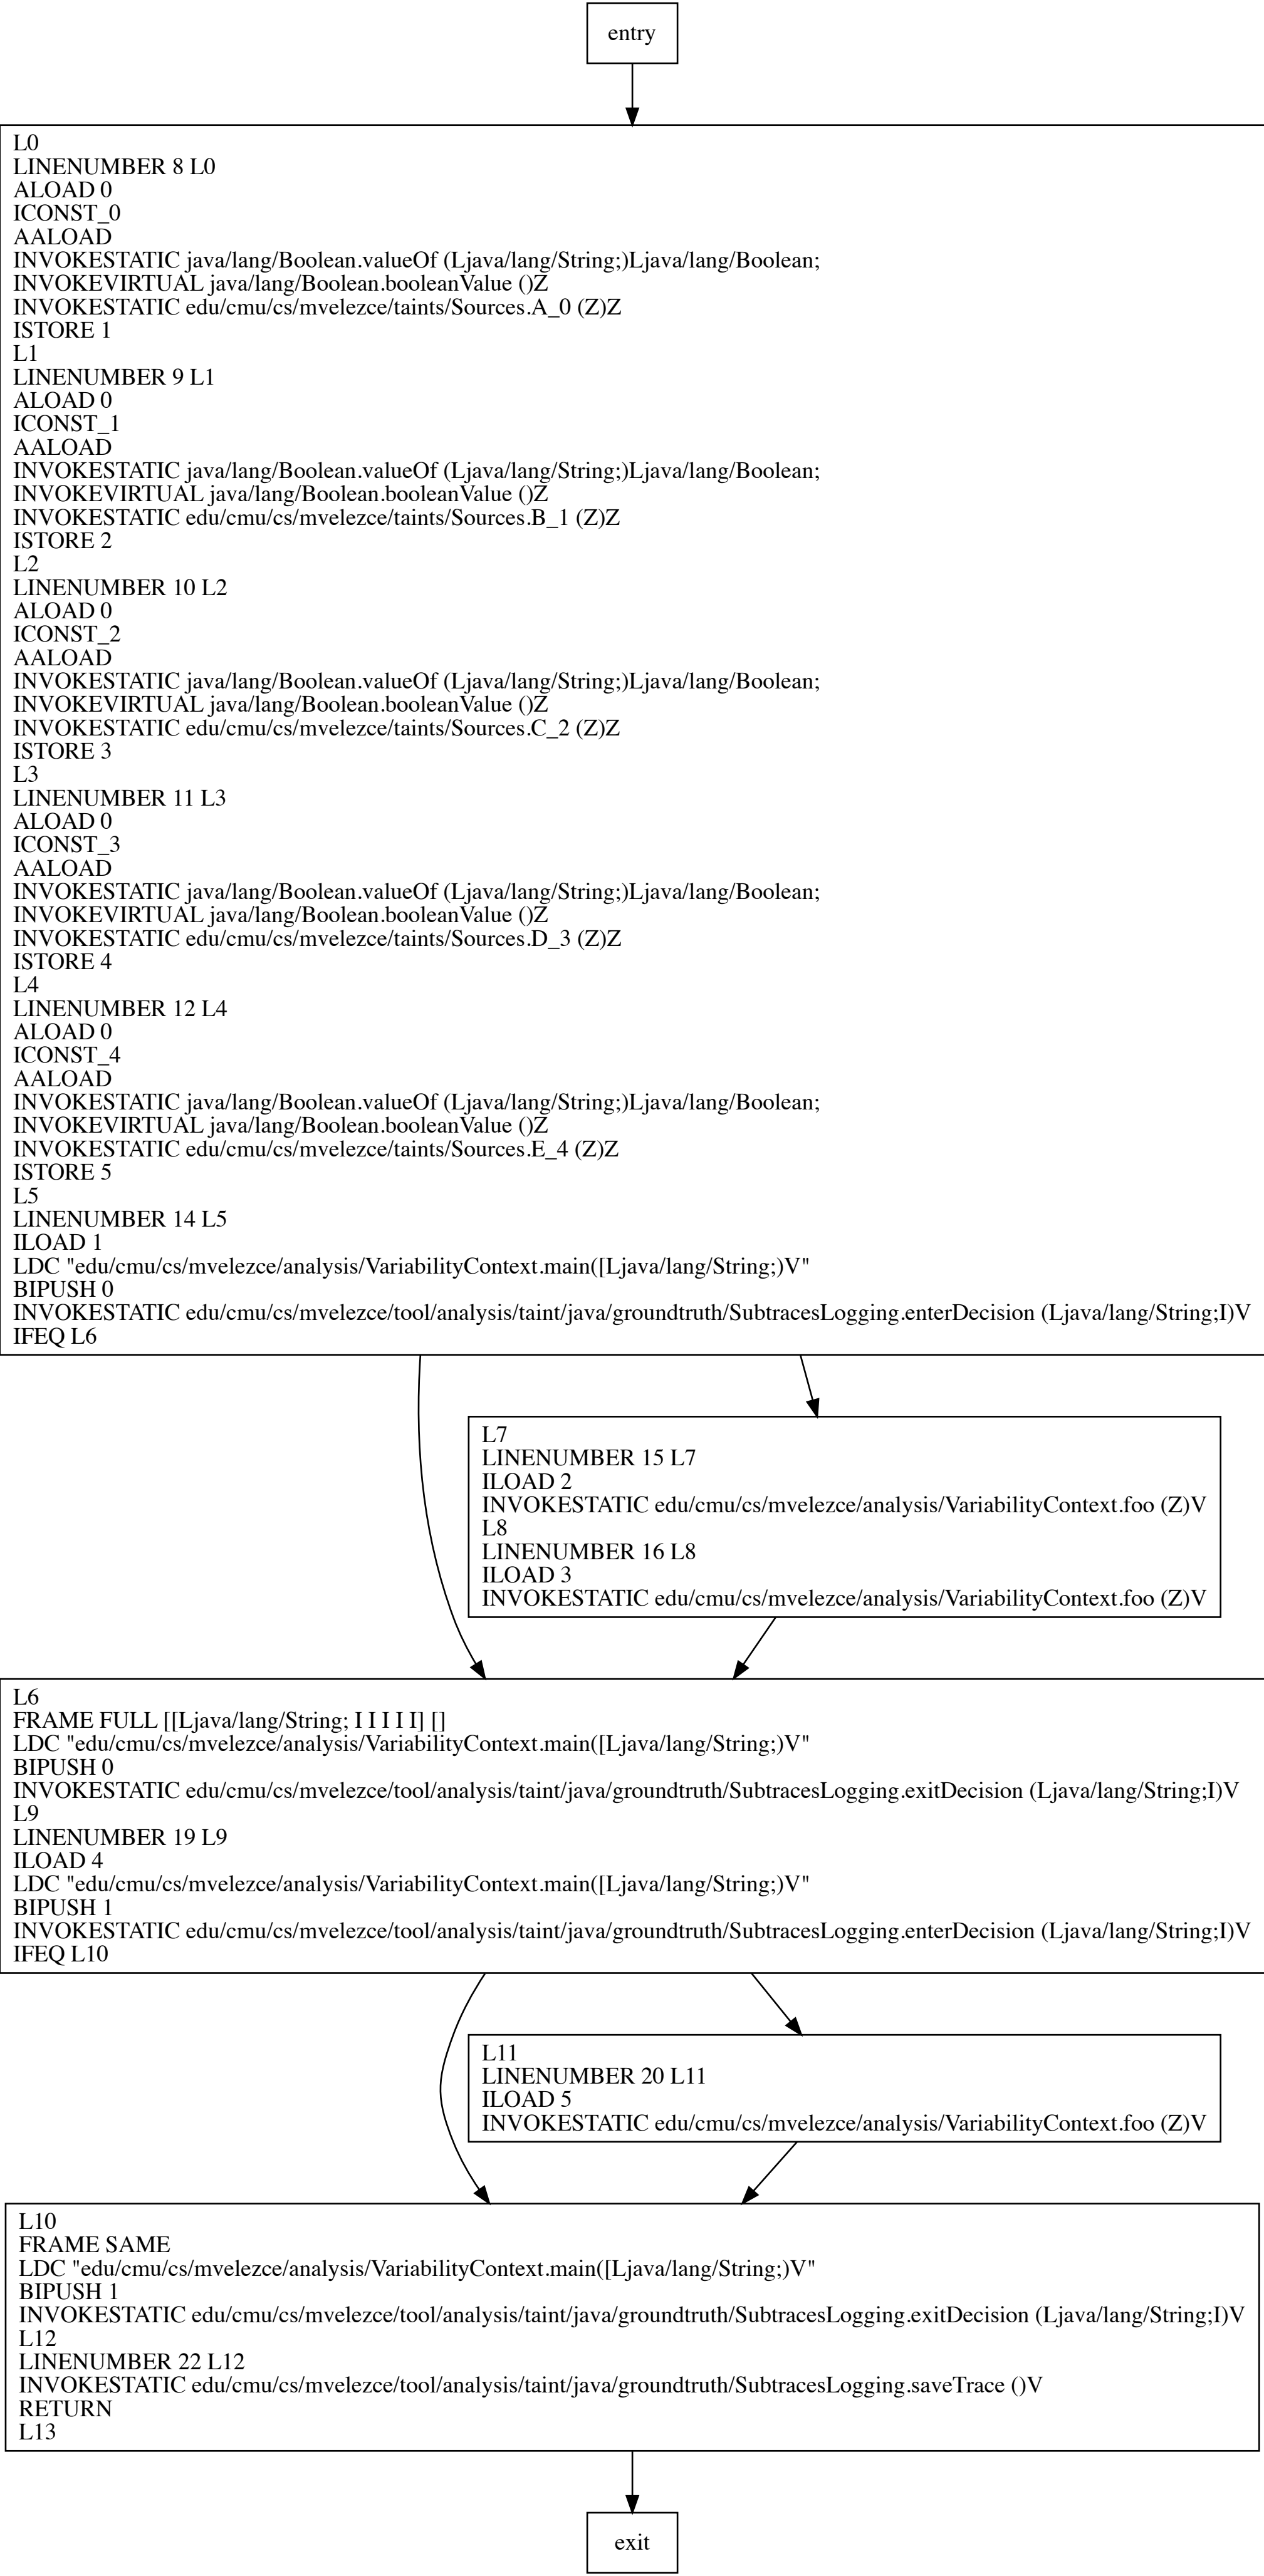 entry
L0
LINENUMBER 8 L0
ALOAD 0
ICONST_0
AALOAD
INVOKESTATIC java/lang/Boolean.valueOf (Ljava/lang/String;)Ljava/lang/Boolean;
INVOKEVIRTUAL java/lang/Boolean.booleanValue ()Z
INVOKESTATIC edu/cmu/cs/mvelezce/taints/Sources.A_0 (Z)Z
ISTORE 1
L1
LINENUMBER 9 L1
ALOAD 0
ICONST_1
AALOAD
INVOKESTATIC java/lang/Boolean.valueOf (Ljava/lang/String;)Ljava/lang/Boolean;
INVOKEVIRTUAL java/lang/Boolean.booleanValue ()Z
INVOKESTATIC edu/cmu/cs/mvelezce/taints/Sources.B_1 (Z)Z
ISTORE 2
L2
LINENUMBER 10 L2
ALOAD 0
ICONST_2
AALOAD
INVOKESTATIC java/lang/Boolean.valueOf (Ljava/lang/String;)Ljava/lang/Boolean;
INVOKEVIRTUAL java/lang/Boolean.booleanValue ()Z
INVOKESTATIC edu/cmu/cs/mvelezce/taints/Sources.C_2 (Z)Z
ISTORE 3
L3
LINENUMBER 11 L3
ALOAD 0
ICONST_3
AALOAD
INVOKESTATIC java/lang/Boolean.valueOf (Ljava/lang/String;)Ljava/lang/Boolean;
INVOKEVIRTUAL java/lang/Boolean.booleanValue ()Z
INVOKESTATIC edu/cmu/cs/mvelezce/taints/Sources.D_3 (Z)Z
ISTORE 4
L4
LINENUMBER 12 L4
ALOAD 0
ICONST_4
AALOAD
INVOKESTATIC java/lang/Boolean.valueOf (Ljava/lang/String;)Ljava/lang/Boolean;
INVOKEVIRTUAL java/lang/Boolean.booleanValue ()Z
INVOKESTATIC edu/cmu/cs/mvelezce/taints/Sources.E_4 (Z)Z
ISTORE 5
L5
LINENUMBER 14 L5
ILOAD 1
LDC "edu/cmu/cs/mvelezce/analysis/VariabilityContext.main([Ljava/lang/String;)V"
BIPUSH 0
INVOKESTATIC edu/cmu/cs/mvelezce/tool/analysis/taint/java/groundtruth/SubtracesLogging.enterDecision (Ljava/lang/String;I)V
IFEQ L6
L7
LINENUMBER 15 L7
ILOAD 2
INVOKESTATIC edu/cmu/cs/mvelezce/analysis/VariabilityContext.foo (Z)V
L8
LINENUMBER 16 L8
ILOAD 3
INVOKESTATIC edu/cmu/cs/mvelezce/analysis/VariabilityContext.foo (Z)V
L6
FRAME FULL [[Ljava/lang/String; I I I I I] []
LDC "edu/cmu/cs/mvelezce/analysis/VariabilityContext.main([Ljava/lang/String;)V"
BIPUSH 0
INVOKESTATIC edu/cmu/cs/mvelezce/tool/analysis/taint/java/groundtruth/SubtracesLogging.exitDecision (Ljava/lang/String;I)V
L9
LINENUMBER 19 L9
ILOAD 4
LDC "edu/cmu/cs/mvelezce/analysis/VariabilityContext.main([Ljava/lang/String;)V"
BIPUSH 1
INVOKESTATIC edu/cmu/cs/mvelezce/tool/analysis/taint/java/groundtruth/SubtracesLogging.enterDecision (Ljava/lang/String;I)V
IFEQ L10
L11
LINENUMBER 20 L11
ILOAD 5
INVOKESTATIC edu/cmu/cs/mvelezce/analysis/VariabilityContext.foo (Z)V
L10
FRAME SAME
LDC "edu/cmu/cs/mvelezce/analysis/VariabilityContext.main([Ljava/lang/String;)V"
BIPUSH 1
INVOKESTATIC edu/cmu/cs/mvelezce/tool/analysis/taint/java/groundtruth/SubtracesLogging.exitDecision (Ljava/lang/String;I)V
L12
LINENUMBER 22 L12
INVOKESTATIC edu/cmu/cs/mvelezce/tool/analysis/taint/java/groundtruth/SubtracesLogging.saveTrace ()V
RETURN
L13
exit